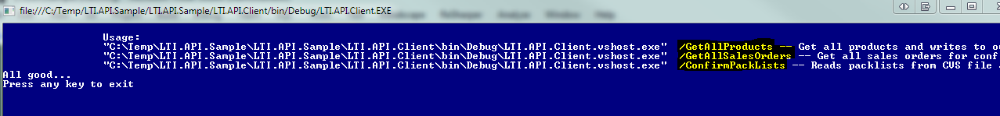 file:///C:/Temp/LTI.API.Sample/LTI.API.Sample/LTI.API.Client/bin/Debug/LTI.API.Client.EXE
Analyze Window Help
Usage:
"C:\Temp\LTI.API.Sample\LTI.API.Sample\LTI.API.Client\bin\Debug\LTI.API.Client.vshost.exe" /GetAllProducts -- Get all products and writes to
"C:\Temp\LTI.API.Sample\LTI.API.Sample\LTI.API.Client\bin\Debug\LTI.API.Client.vshost.exe" /GetAllSalesOrders -- Get all sales orders for conf
"C:\Temp\LTI.API.Sample\LTI.API.Sample\LTI.API.Client\bin\Debug\LTI.API.Client.vshost.exe" /ConfirmPackLists -- Reads packlists from CVS file
All good...
Press any key to exit